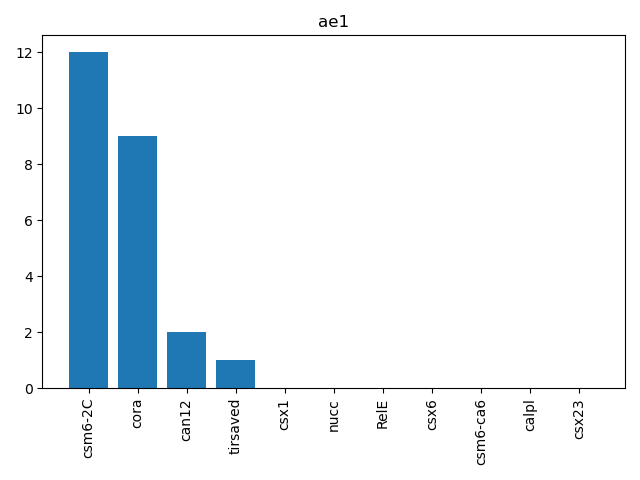 ae1
12
10
8
6
4
2
0
csm6-2C
cora
can12
tirsaved
csx1
nucc
RelE
csx6
csm6-ca6
calpl
csx23